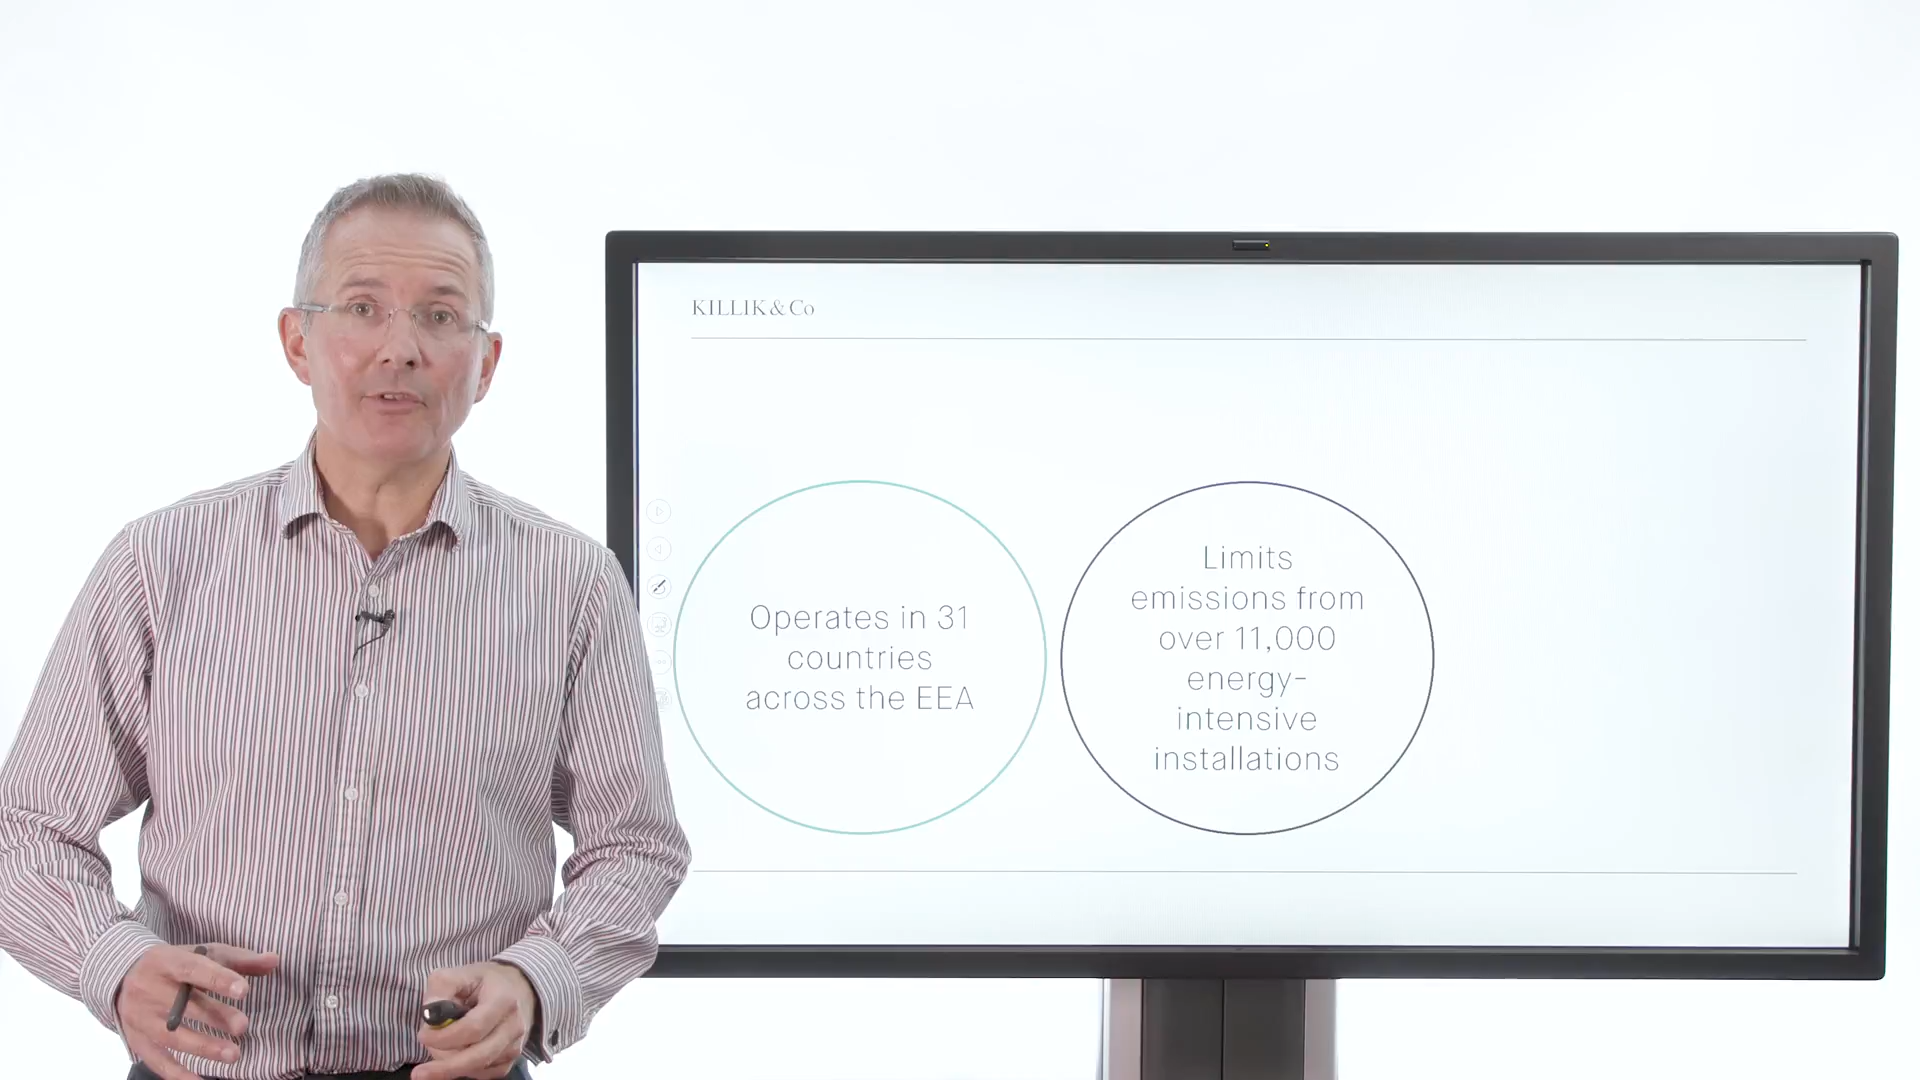 KILLIK & Co
Operates in 31
countries
across the EEA
Limits
emissions from
over 11,000
energy-
intensive
installations